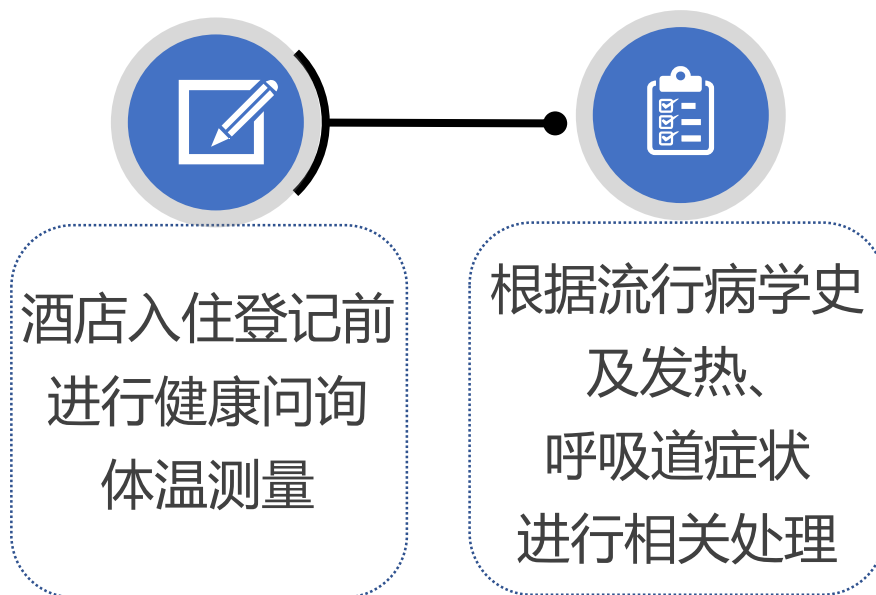 酒店入住登记前
进行健康问询
体温测量
根据流行病学史
及发热、
呼吸道症状
进行相关处理